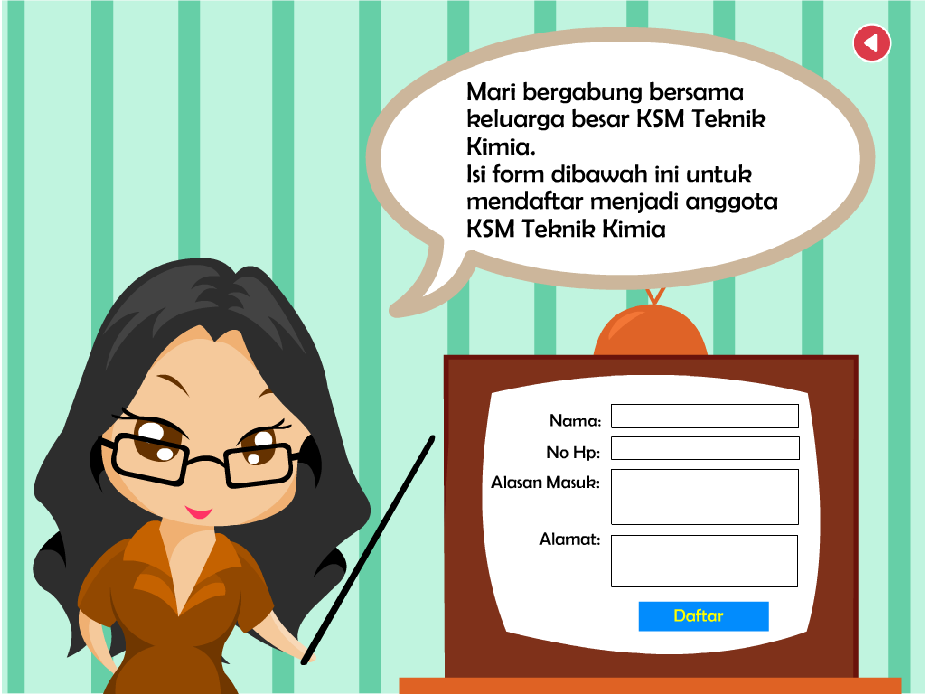 Mari bergabung bersama
keluarga besar KSM Teknik
Kimia.
Isi form dibawah ini untuk
mendaftar menjadi anggota
KSM Teknik Kimia
Nama:
No Hp:
Alasan Masuk:
Alamat:
Daftar